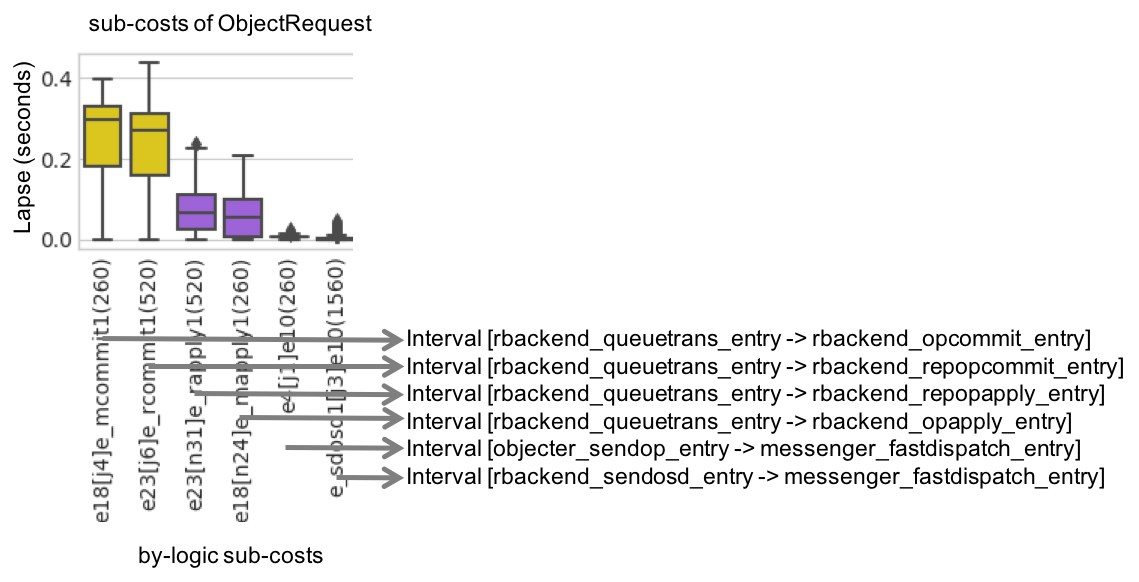 sub-costs of ObjectRequest
Lapse (seconds)
0.4
0.2
0.0
e18[j4]e_mcommit1(260)
e23[j6]e_rcommit1(520)
e23[n31]e_rapply1(520)
e18[n24]e_mapply1(260)
e4[j1]e10(260)
e_sdosd1[j3]e10(1560)
Interval [rbackend_queuetrans_entry -> rbackend_opcommit_entry]
Interval [rbackend_queuetrans_entry -> rbackend_repopcommit_entry]
Interval [rbackend_queuetrans_entry -> rbackend_repopapply_entry]
Interval [rbackend_queuetrans_entry -> rbackend_opapply_entry]
Interval [objecter_sendop_entry -> messenger_fastdispatch_entry]
Interval [rbackend_sendosd_entry -> messenger_fastdispatch_entry]
by-logic sub-costs